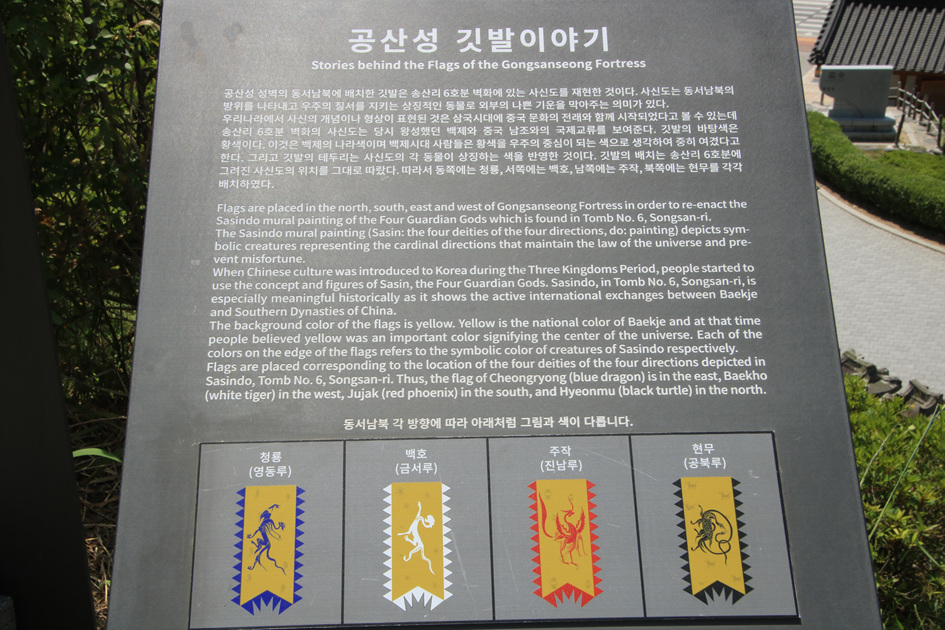 공산성 깃발이야기
Stories behind the Flags of the Gongsanseong Fortress
공산성 성벽의 동서남북에 배치한 깃발은 송산리 6호분 벽화에 있는 사신도를 재현한 것이다. 사신도는 동서남북의
방위를 나타내고 우주의 질서를 지키는 상징적인 동물로 외부의 나쁜 기운을 막아주는 의미가 있다.
우리나라에서 사신의 개념이나 형상이 표현된 것은 삼국시대에 중국 문화의 전래와 함께 시작되었다고 볼 수 있는데
송산리 6호분 벽화의 사신도는 당시 왕성했던 백제와 중국 남조와의 국제교류를 보여준다. 깃발의 바탕색은
황색이다. 이것은 백제의 나라색이며 백제시대 사람들은 황색을 우주의 중심이 되는 색으로 생각하여 중히 여겼다고
한다. 그리고 깃발의 테두리는 사신도의 각 동물이 상징하는 색을 반영한 것이다. 깃발의 배치는 송산리 6호분에
그려진 사신도의 위치를 그대로 따랐다. 따라서 동쪽에는 청룡, 서쪽에는 백호, 남쪽에는 주작, 북쪽에는 현무를 각각
배치하였다.
Flags are placed in the north, south, east and west of Gongsanseong Fortress in order to re-enact the
Sasindo mural painting of the Four Guardian Gods which is found in Tomb No. 6, Songsan-ri.
The Sasindo mural painting (Sasin: the four deities of the four directions, do: painting) depicts sym-
bolic creatures representing the cardinal directions that maintain the law of the universe and pre-
vent misfortune.
When Chinese culture was introduced to Korea during the Three Kingdoms Period, people started to
use the concept and figures of Sasin, the Four Guardian Gods. Sasindo, in Tomb No. 6, Songsan-ri, is
especially meaningful historically as it shows the active international exchanges between Baekje
and Southern Dynasties of China.
The background color of the flags is yellow. Yellow is the national color of Baekje and at that time
people believed yellow was an important color signifying the center of the universe. Each of the
colors on the edge of the flags refers to the symbolic color of creatures of Sasindo respectively.
Flags are placed corresponding to the location of the four deities of the four directions depicted in
Sasindo, Tomb No. 6, Songsan-ri. Thus, the flag of Cheongryong (blue dragon) is in the east, Baekho
(white tiger) in the west, Jujak (red phoenix) in the south, and Hyeonmu (black turtle) in the north.
동서남북 각 방향에 따라 아래처럼 그림과 색이 다릅니다.
청룡
(영동루)
백호
(금서루)
주작
(진남루)
현무
(공북루)